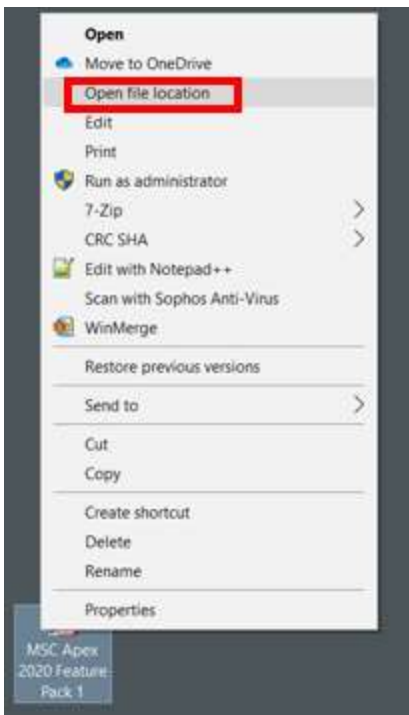 Open
Move to OneDrive
Open file location
Edit
Print
Run as administrator
7-Zip
CRC SHA
Edit with Notepad++
Scan with Sophos Anti-Virus
WinMerge
Restore previous versions
Send to
Cut
Copy
Create shortcut
Delete
Rename
Properties
MSC Apex
2020 Feature
Pack 1